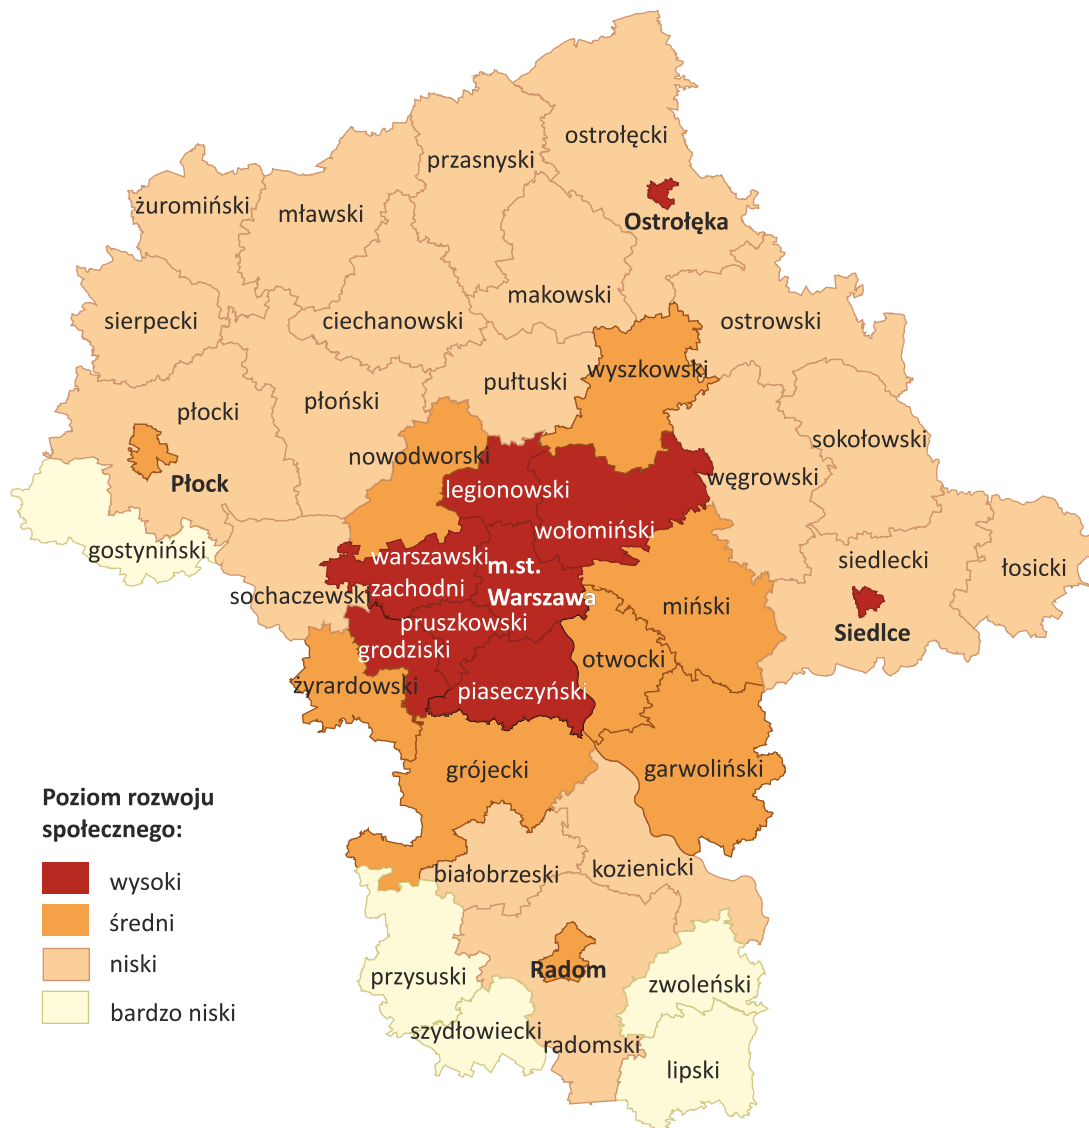 ostrołęcki
przasnyski
żuromiński
mławski
Ostrołęka
makowski
sierpecki
ciechanowski
ostrowski
wyszkowski
pułtuski
płoński
płocki
sokołowski
nowodworski
węgrowski
Płock
legionowski
wołomiński
gostyniński
warszawski
zachodni
m.st.
Warszawa
siedlecki
łosicki
sochaczewski
miński
pruszkowski
Siedlce
grodziski
otwocki
żyrardowski
piaseczyński
grójecki
garwoliński
Poziom rozwoju
społecznego:
wysoki
średni
niski
bardzo niski
białobrzeski
kozienicki
przysuski
Radom
zwoleński
szydłowiecki
radomski
lipski